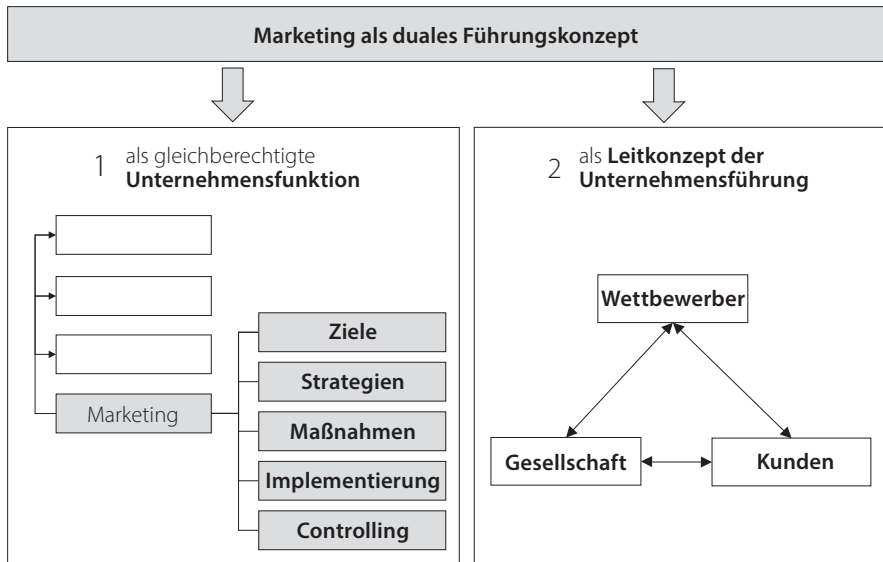 Marketing als duales Führungskonzept
1 als gleichberechtigte
Unternehmensfunktion
Marketing
Ziele
Strategien
Maßnahmen
Implementierung
Controlling
2 als Leitkonzept der
Unternehmensführung
Wettbewerber
Gesellschaft
Kunden